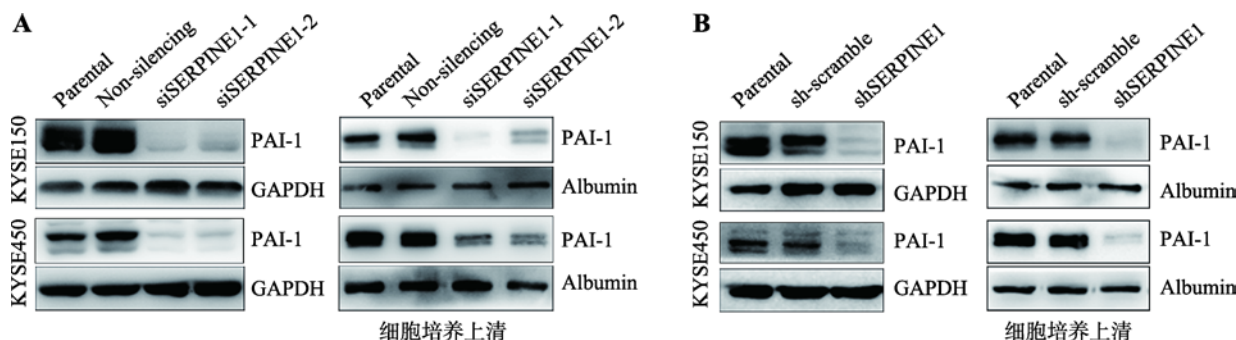 A
Parental
Non-silencing
siSERPINE1-1
siSERPINE1-2
Parental
Non-silencing
siSERPINE1-1
siSERPINE1-2
KYSE150
PAI-1
PAI-1
GAPDH
Albumin
KYSE450
PAI-1
PAI-1
GAPDH
Albumin
细胞培养上清
B
Parental
sh-scramble
shSERPINE1
Parental
sh-scramble
shSERPINE1
KYSE150
PAI-1
PAI-1
GAPDH
Albumin
KYSE450
PAI-1
PAI-1
GAPDH
Albumin
细胞培养上清